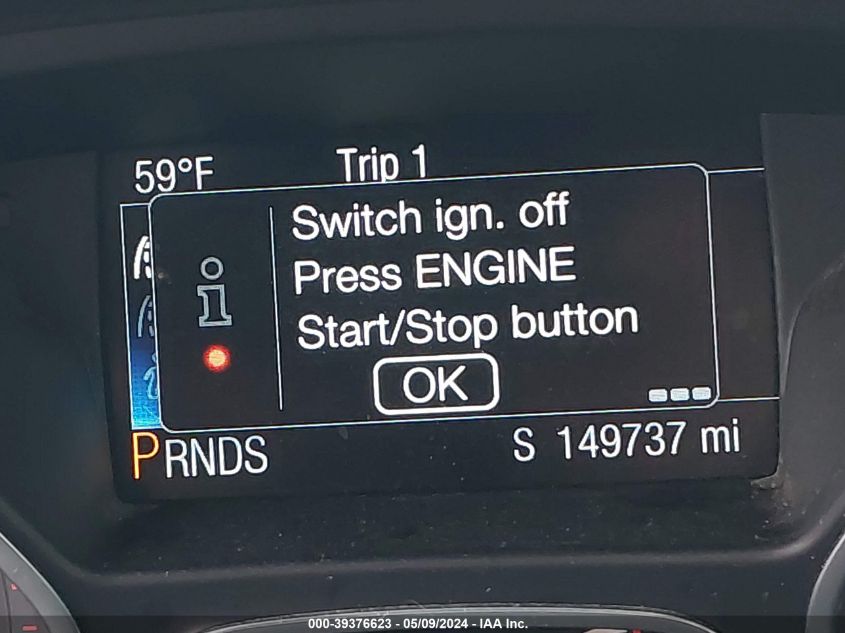 59°F Trip 1
Switch ign. off
Press ENGINE
Start/Stop button
OK
PRNDS S 149737 mi
000-39376623 - 05/09/2024 - IAA Inc.